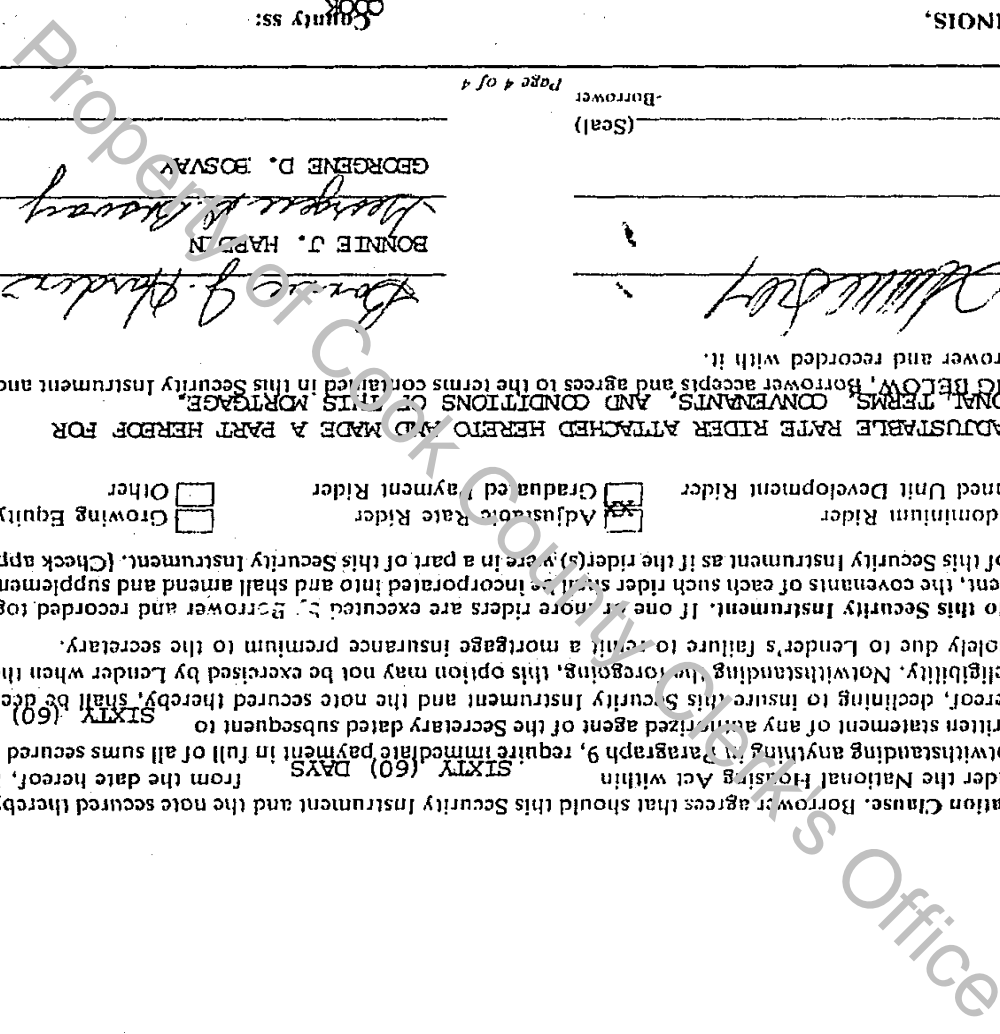 ation Clause. Borrower agrees that should this Security Instrument and the note secured thereby
der the National Housing Act within SIXTY (60) DAYS from the date hereof,
otwithstanding anything in Paragraph 9, require immediate payment in full of all sums secured
ritten statement of any authorized agent of the Secretary dated subsequent to SIXTY (60)
ereof, declining to insure this Security Instrument and the note secured thereby, shall be dee
eligibility. Notwithstanding the foregoing, this option may not be exercised by Lender when th
olely due to Lender's failure to remit a mortgage insurance premium to the secretary.
o this Security Instrument. If one or more riders are executed by Borrower and recorded tog
ent, the covenants of each such rider shall be incorporated into and shall amend and supplemen
of this Security Instrument as if the rider(s) were in a part of this Security Instrument. (Check app
dominium Rider XX Adjustable Rate Rider Growing Equity
nned Unit Development Rider Graduated Payment Rider Other
ADJUSTABLE RATE RIDER ATTACHED HERETO AND MADE A PART HEREOF FOR
ONAL TERMS, CONVENANTS, AND CONDITIONS OF THIS MORTGAGE.
NG BELOW, Borrower accepts and agrees to the terms contained in this Security Instrument and
rower and recorded with it.
Bonnie J. Hardin
BONNIE J. HARDIN
Georgene D. Bosvay
GEORGENE D. BOSVAY
(Seal)
-Borrower
Page 4 of 4
INOIS, COOK County ss:
Property of Cook County Clerk's Office